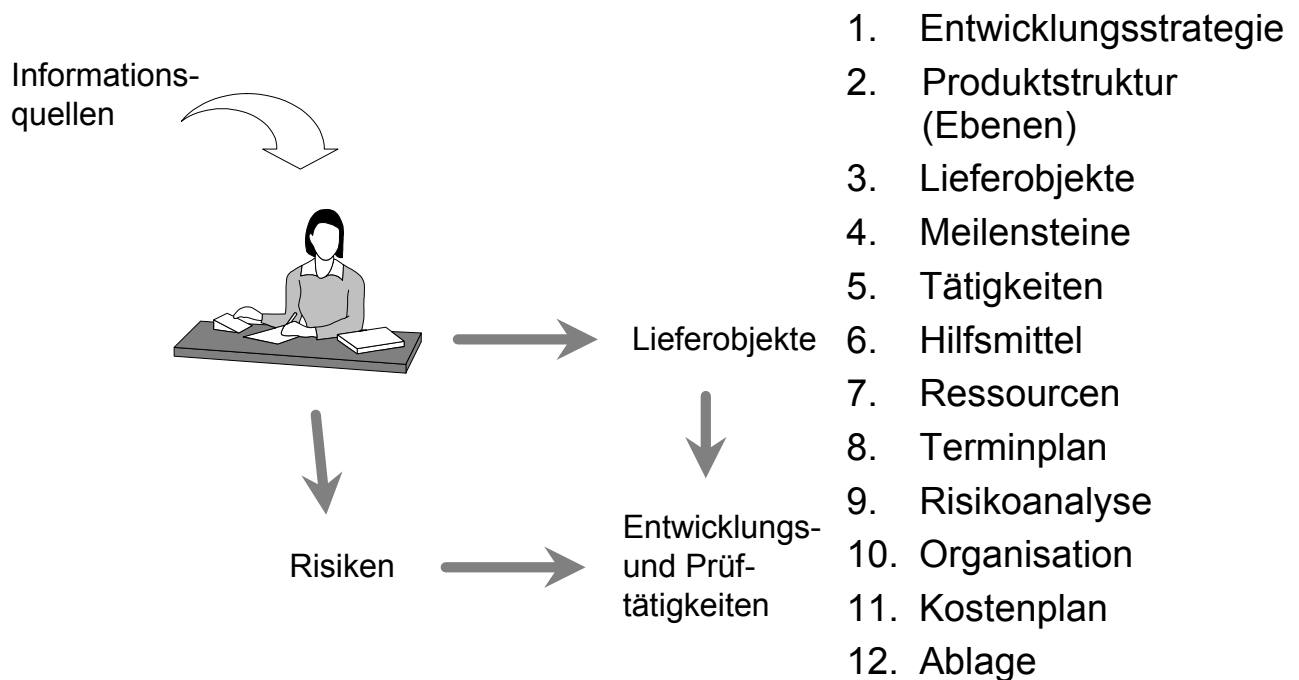 Informations-
quellen
Lieferobjekte
Risiken
Entwicklungs-
und Prüf-
tätigkeiten
1. Entwicklungsstrategie
2. Produktstruktur
(Ebenen)
3. Lieferobjekte
4. Meilensteine
5. Tätigkeiten
6. Hilfsmittel
7. Ressourcen
8. Terminplan
9. Risikoanalyse
10. Organisation
11. Kostenplan
12. Ablage